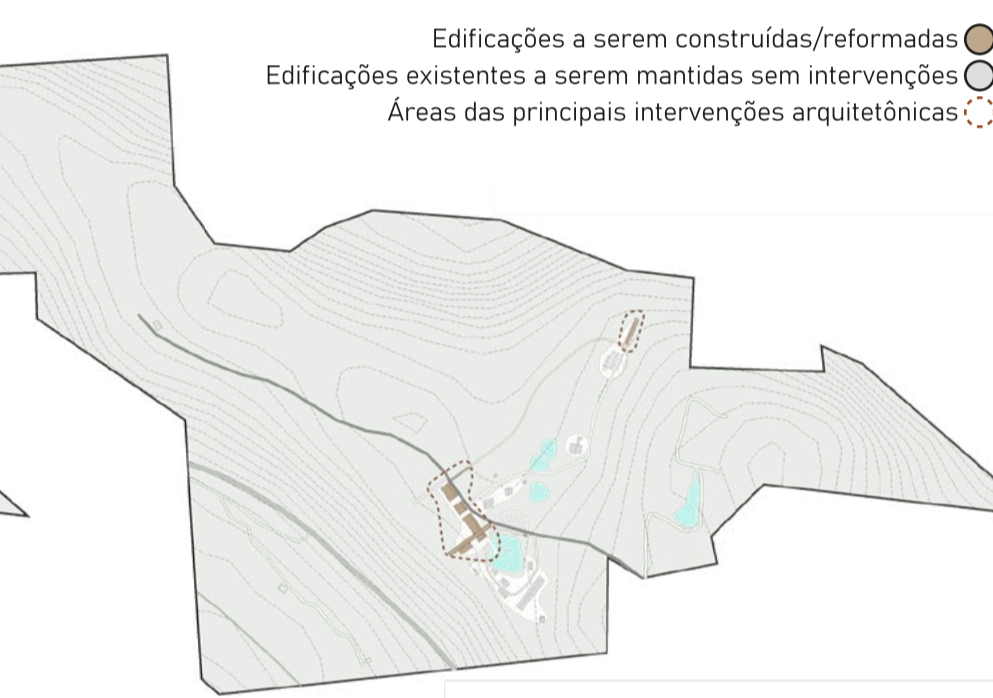 Edificações a serem construídas/reformadas
Edificações existentes a serem mantidas sem intervenções
Áreas das principais intervenções arquitetônicas